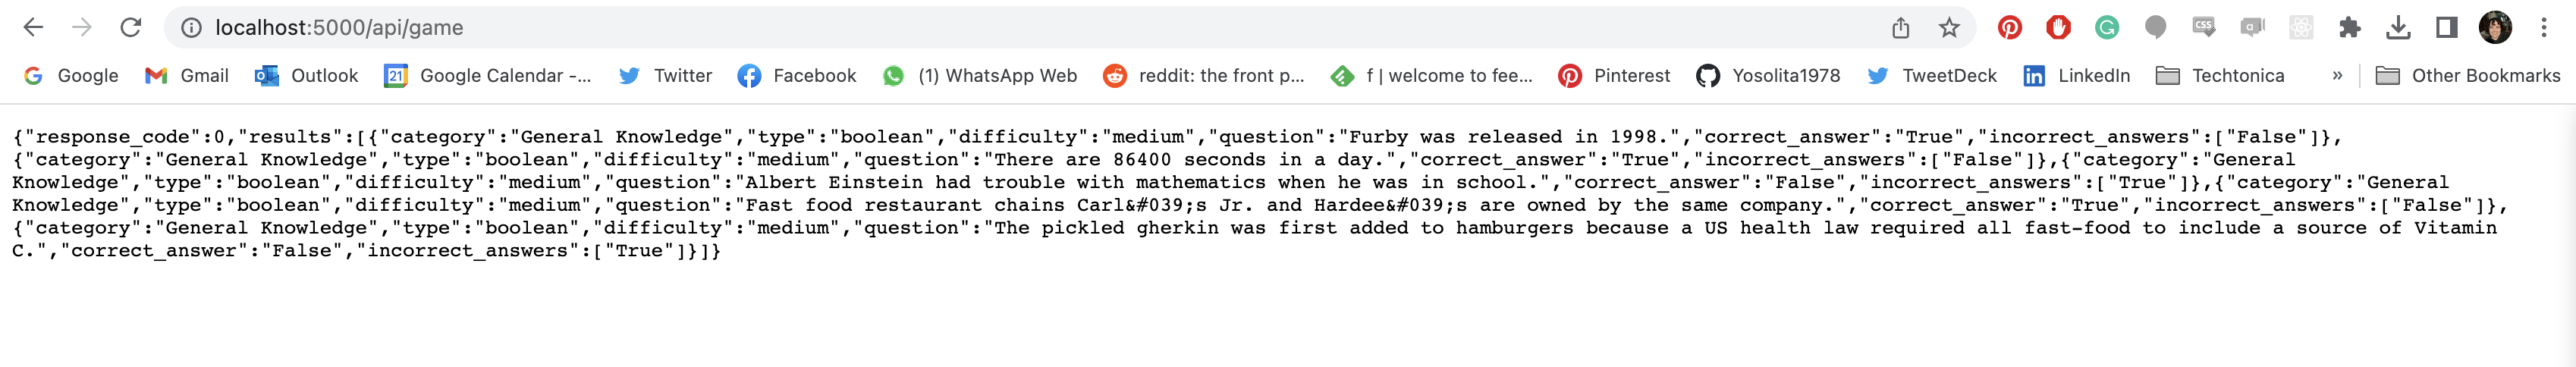 localhost:5000/api/game
CSS
a
Google
Gmail
Outlook
21
Google Calendar -...
Twitter
Facebook
(1) WhatsApp Web
reddit: the front p...
f | welcome to fee...
Pinterest
Yosolita1978
TweetDeck
LinkedIn
Techtonica
»
Other Bookmarks
{"response_code":0,"results":[{"category":"General Knowledge","type":"boolean","difficulty":"medium","question":"Furby was released in 1998.","correct_answer":"True","incorrect_answers":["False"]},
{"category":"General Knowledge","type":"boolean","difficulty":"medium","question":"There are 86400 seconds in a day.","correct_answer":"True","incorrect_answers":["False"]},{"category":"General
Knowledge","type":"boolean","difficulty":"medium","question":"Albert Einstein had trouble with mathematics when he was in school.","correct_answer":"False","incorrect_answers":["True"]},{"category":"General
Knowledge","type":"boolean","difficulty":"medium","question":"Fast food restaurant chains Carl&#039;s Jr. and Hardee&#039;s are owned by the same company.","correct_answer":"True","incorrect_answers":["False"]},
{"category":"General Knowledge","type":"boolean","difficulty":"medium","question":"The pickled gherkin was first added to hamburgers because a US health law required all fast-food to include a source of Vitamin
C.","correct_answer":"False","incorrect_answers":["True"]}]}